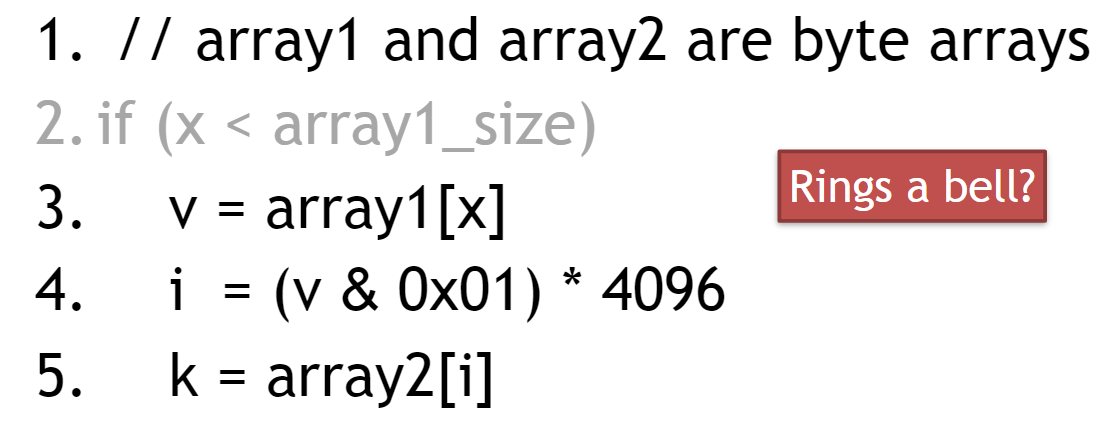 1. // array1 and array2 are byte arrays
2. if (x < array1_size)
Rings a bell?
3. v = array1[x]
4. i = (v & 0x01) * 4096
5. k = array2[i]